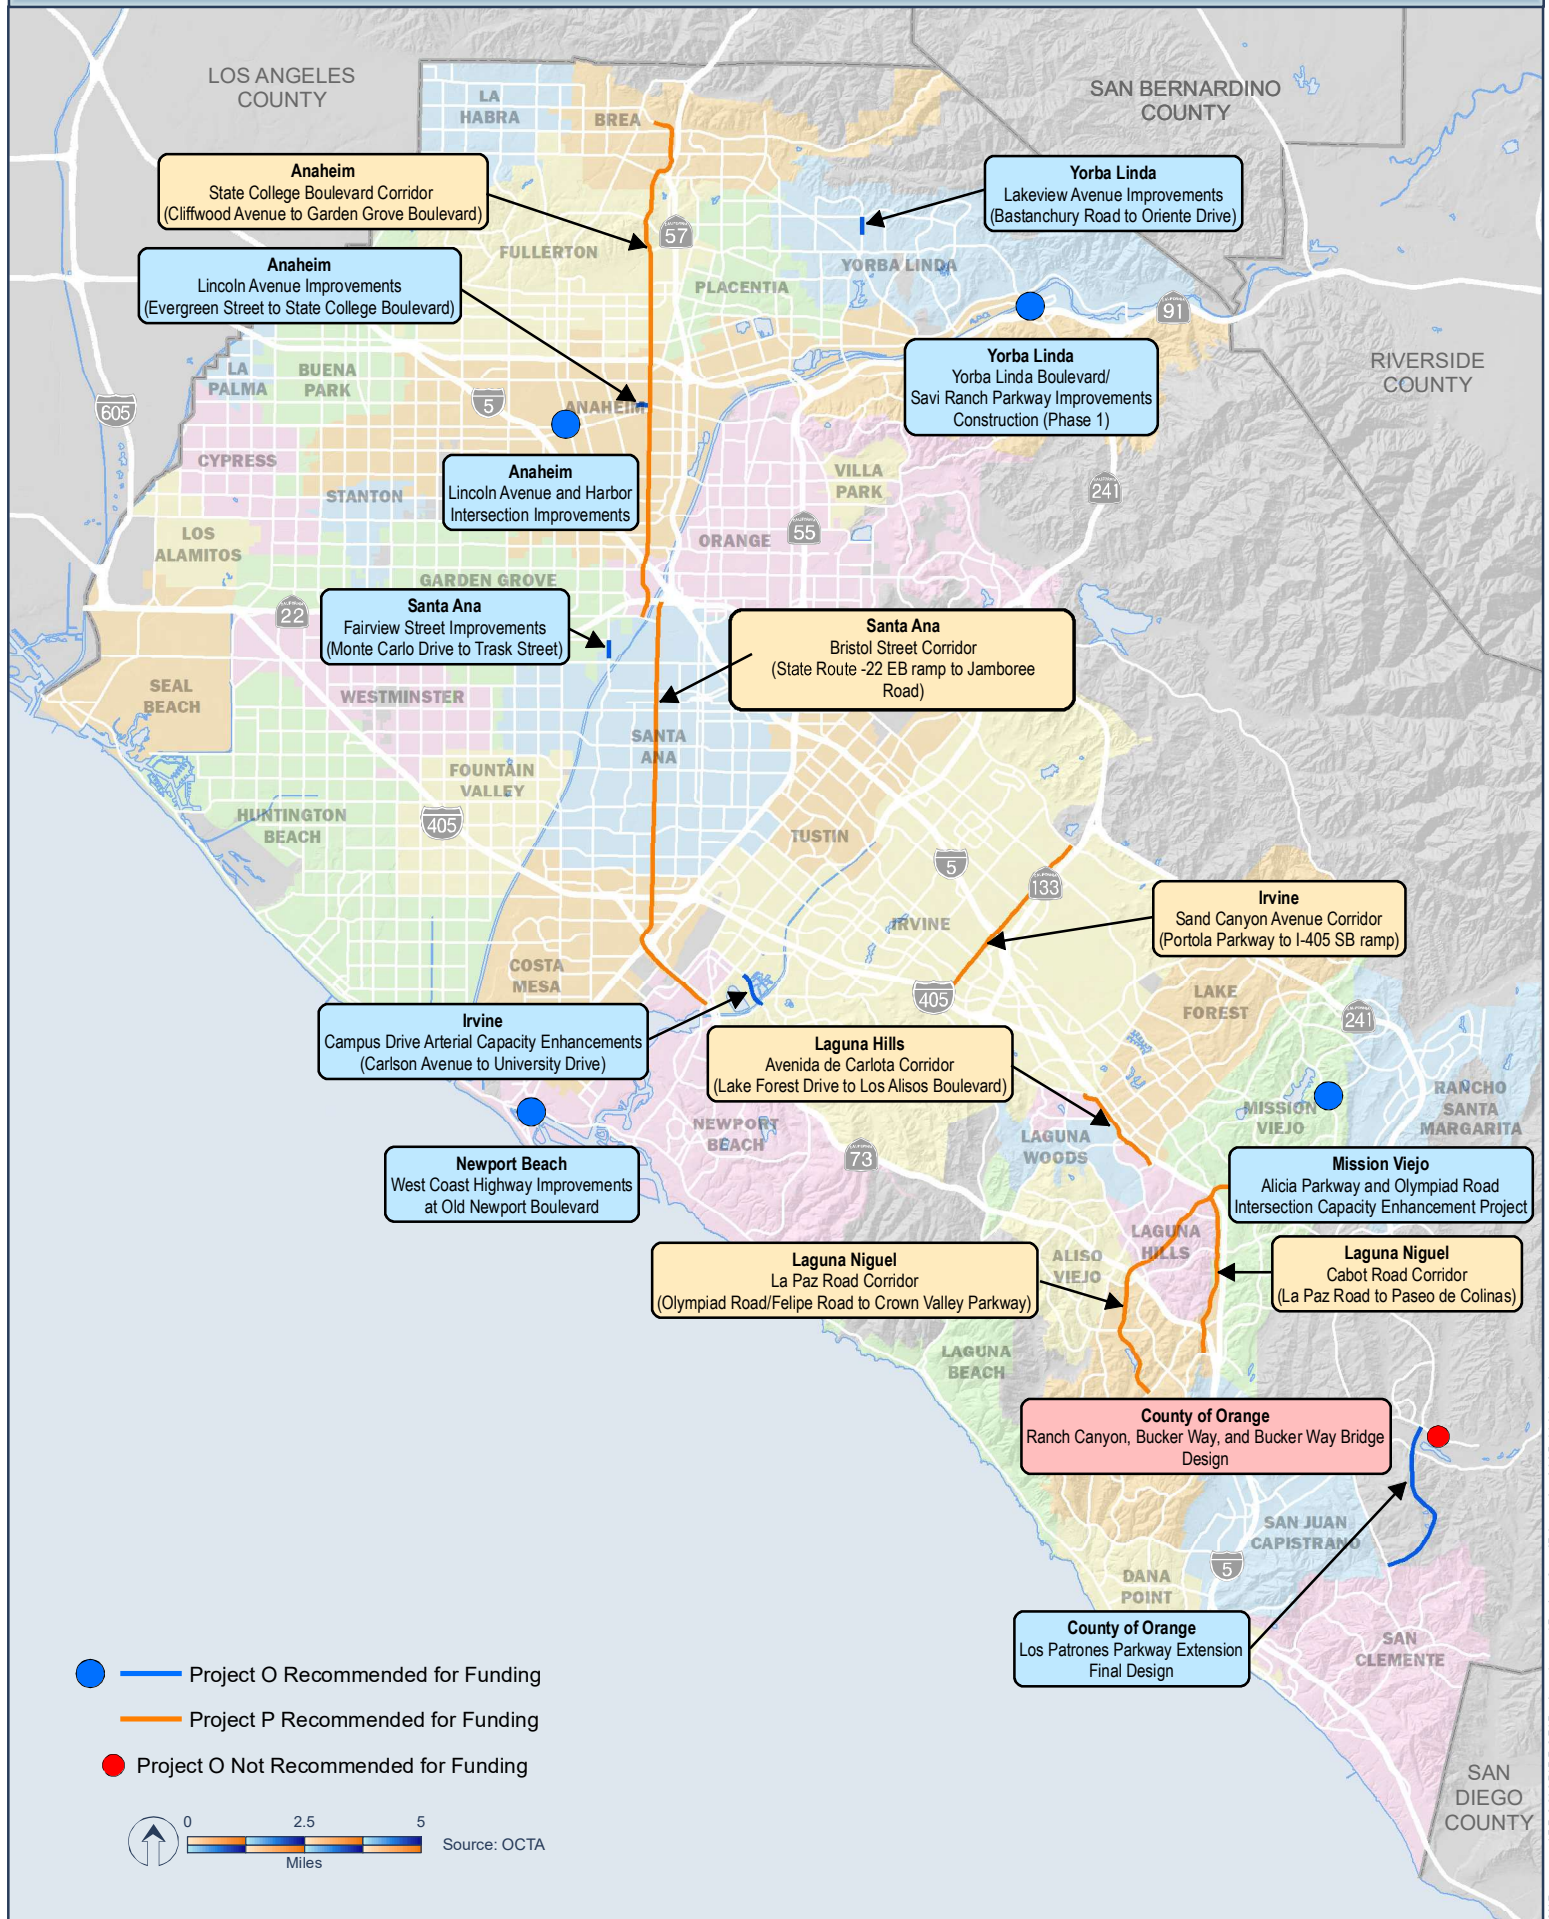 LOS ANGELES
COUNTY
SAN BERNARDINO
COUNTY
LA
HABRA
BREA
Anaheim
State College Boulevard Corridor
(Cliffwood Avenue to Garden Grove Boulevard)
Yorba Linda
Lakeview Avenue Improvements
(Bastanchury Road to Oriente Drive)
CALIFORNIA
57
FULLERTON
Anaheim
Lincoln Avenue Improvements
(Evergreen Street to State College Boulevard)
YORBA LINDA
PLACENTIA
CALIFORNIA
91
Yorba Linda
Yorba Linda Boulevard/
Savi Ranch Parkway Improvements
Construction (Phase 1)
RIVERSIDE
COUNTY
LA
PALMA
BUENA
PARK
605
5
ANAHEIM
CYPRESS
Anaheim
Lincoln Avenue and Harbor
Intersection Improvements
VILLA
PARK
CALIFORNIA
241
STANTON
CALIFORNIA
55
ORANGE
LOS
ALAMITOS
GARDEN GROVE
CALIFORNIA
22
Santa Ana
Fairview Street Improvements
(Monte Carlo Drive to Trask Street)
Santa Ana
Bristol Street Corridor
(State Route -22 EB ramp to Jamboree
Road)
SEAL
BEACH
WESTMINSTER
SANTA
ANA
FOUNTAIN
VALLEY
HUNTINGTON
BEACH
405
TUSTIN
5
CALIFORNIA
133
IRVINE
Irvine
Sand Canyon Avenue Corridor
(Portola Parkway to I-405 SB ramp)
COSTA
MESA
405
LAKE
FOREST
CALIFORNIA
241
Irvine
Campus Drive Arterial Capacity Enhancements
(Carlson Avenue to University Drive)
Laguna Hills
Avenida de Carlota Corridor
(Lake Forest Drive to Los Alisos Boulevard)
RANCHO
SANTA
MARGARITA
MISSION
VIEJO
NEWPORT
BEACH
LAGUNA
WOODS
CALIFORNIA
73
Newport Beach
West Coast Highway Improvements
at Old Newport Boulevard
Mission Viejo
Alicia Parkway and Olympiad Road
Intersection Capacity Enhancement Project
LAGUNA
HILLS
ALISO
VIEJO
Laguna Niguel
La Paz Road Corridor
(Olympiad Road/Felipe Road to Crown Valley Parkway)
Laguna Niguel
Cabot Road Corridor
(La Paz Road to Paseo de Colinas)
LAGUNA
BEACH
County of Orange
Ranch Canyon, Bucker Way, and Bucker Way Bridge
Design
SAN JUAN
CAPISTRANO
5
DANA
POINT
County of Orange
Los Patrones Parkway Extension
Final Design
SAN
CLEMENTE
Project O Recommended for Funding
Project P Recommended for Funding
Project O Not Recommended for Funding
SAN
DIEGO
COUNTY
0 2.5 5
Miles
Source: OCTA